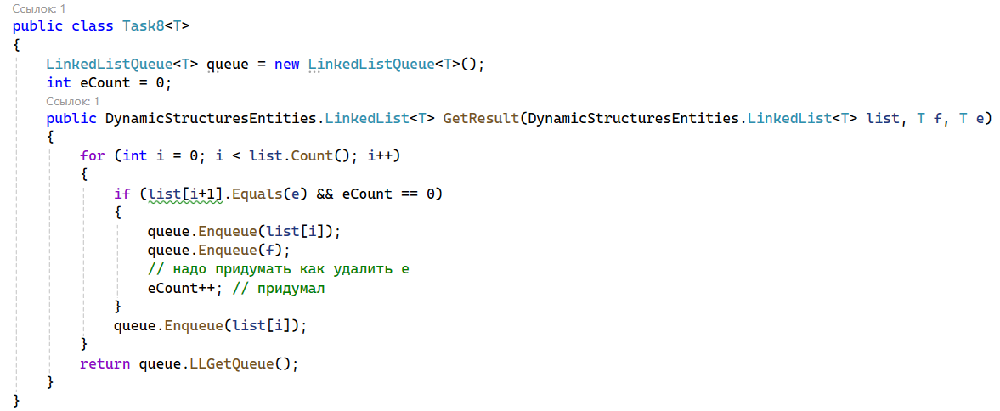 Ссылок: 1
public class Task8<T>
{
LinkedListQueue<T> queue = new LinkedListQueue<T>();
int eCount = 0;
Ссылок: 1
public DynamicStructuresEntities.LinkedList<T> GetResult(DynamicStructuresEntities.LinkedList<T> list, T f, T e)
{
for (int i = 0; i < list.Count(); i++)
{
if (list[i+1].Equals(e) && eCount == 0)
{
queue.Enqueue(list[i]);
queue.Enqueue(f);
// надо придумать как удалить е
eCount++; // придумал
}
queue.Enqueue(list[i]);
}
return queue.LLGetQueue();
}
}